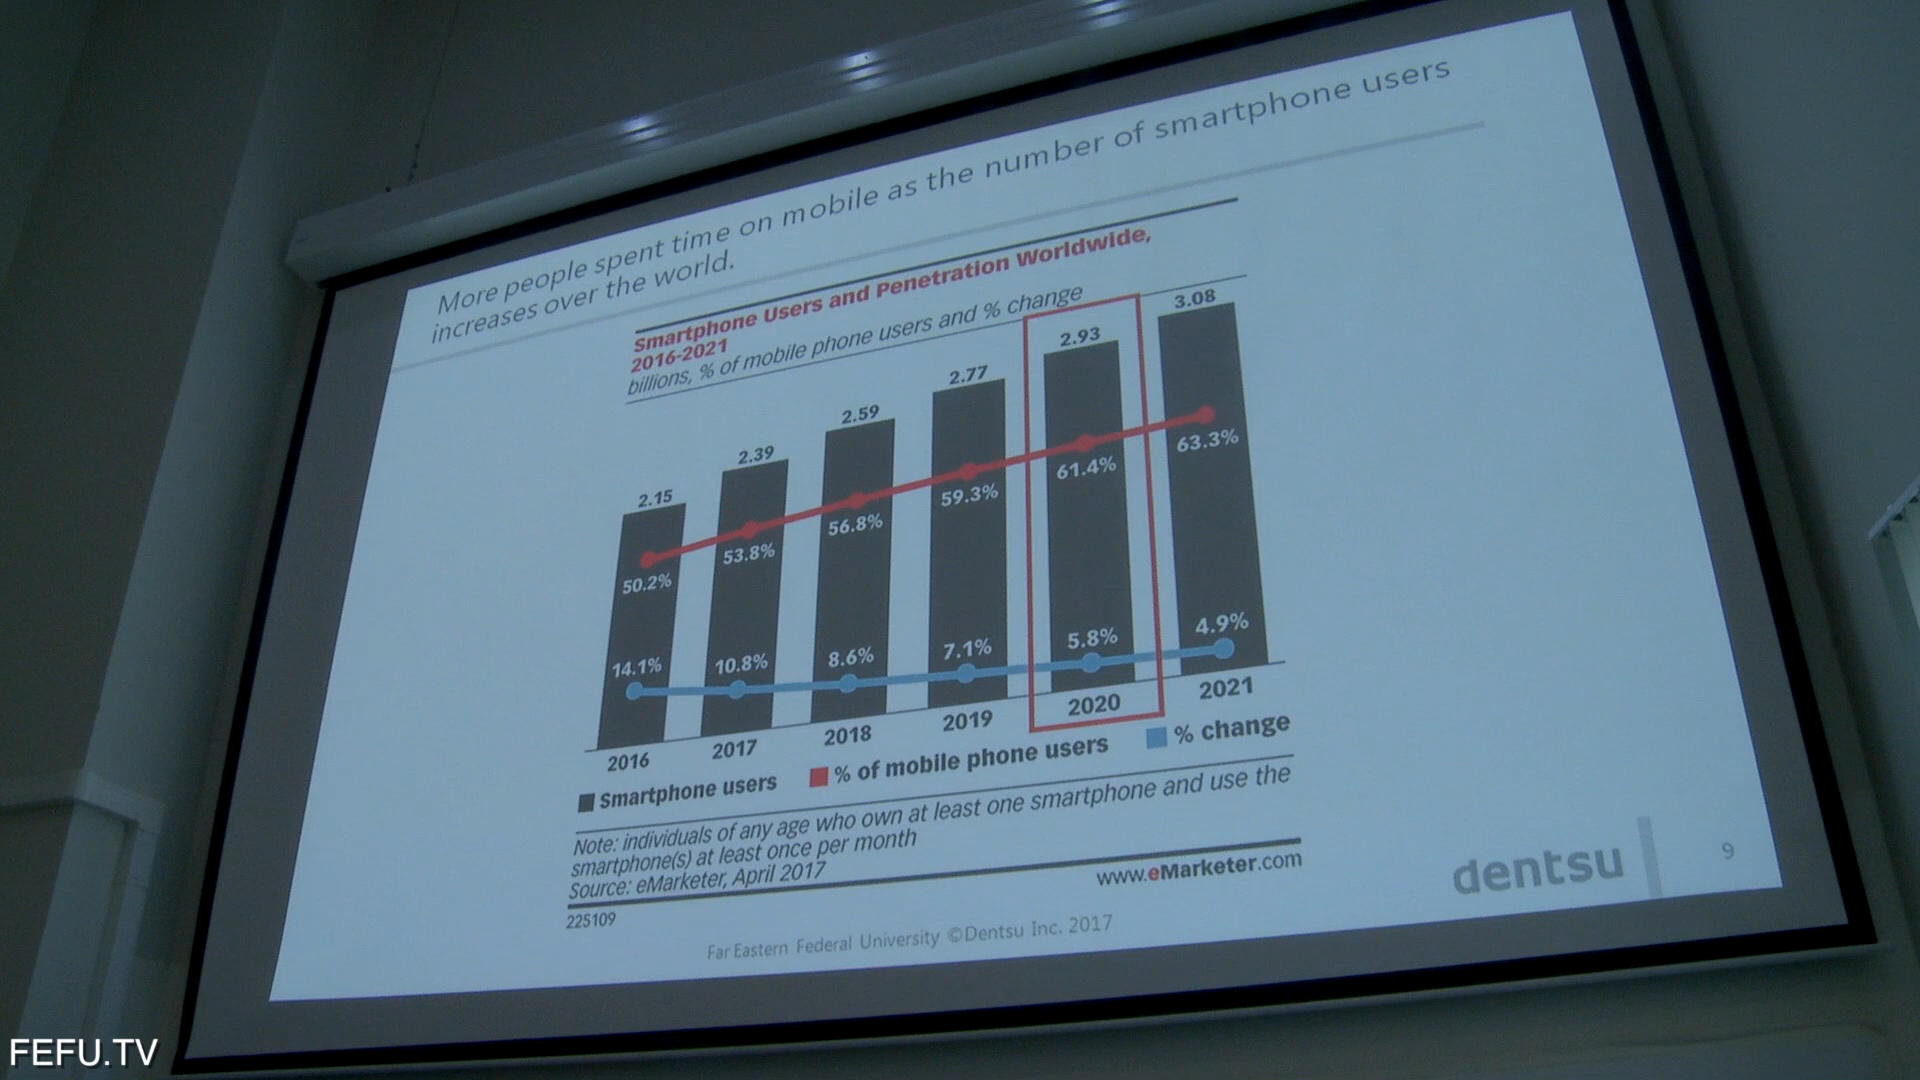 More people spent time on mobile as the number of smartphone users
increases over the world.
Smartphone Users and Penetration Worldwide,
2016-2021
billions, % of mobile phone users and % change
2.15
2.39
2.59
2.77
2.93
3.08
50.2%
53.8%
56.8%
59.3%
61.4%
63.3%
14.1%
10.8%
8.6%
7.1%
5.8%
4.9%
2016
2017
2018
2019
2020
2021
Smartphone users
% of mobile phone users
% change
Note: individuals of any age who own at least one smartphone and use the
smartphone(s) at least once per month
Source: eMarketer, April 2017
225109
www.eMarketer.com
Far Eastern Federal University ©Dentsu Inc. 2017
dentsu
9
FEFU.TV